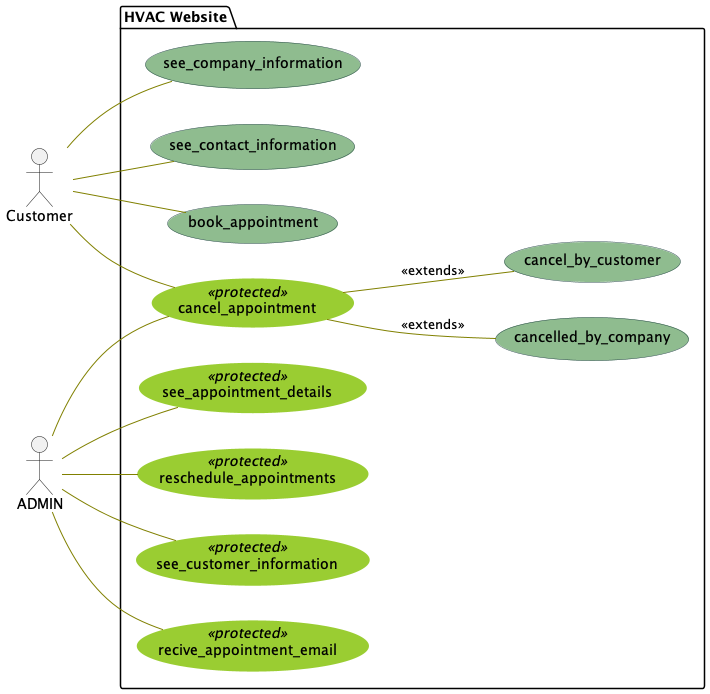 HVAC Website
see_company_information
see_contact_information
Customer
book_appointment
«extends»
cancel_by_customer
«protected»
cancel_appointment
«extends»
cancelled_by_company
«protected»
see_appointment_details
«protected»
reschedule_appointments
ADMIN
«protected»
see_customer_information
«protected»
recive_appointment_email